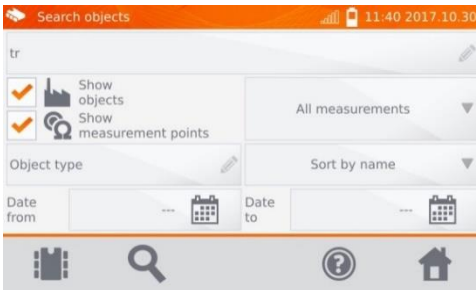 Search objects 11:40 2017.10.30
tr
Show
objects
All measurements
Show
measurement points
Object type Sort by name
Date
from --- Date
to ---
?